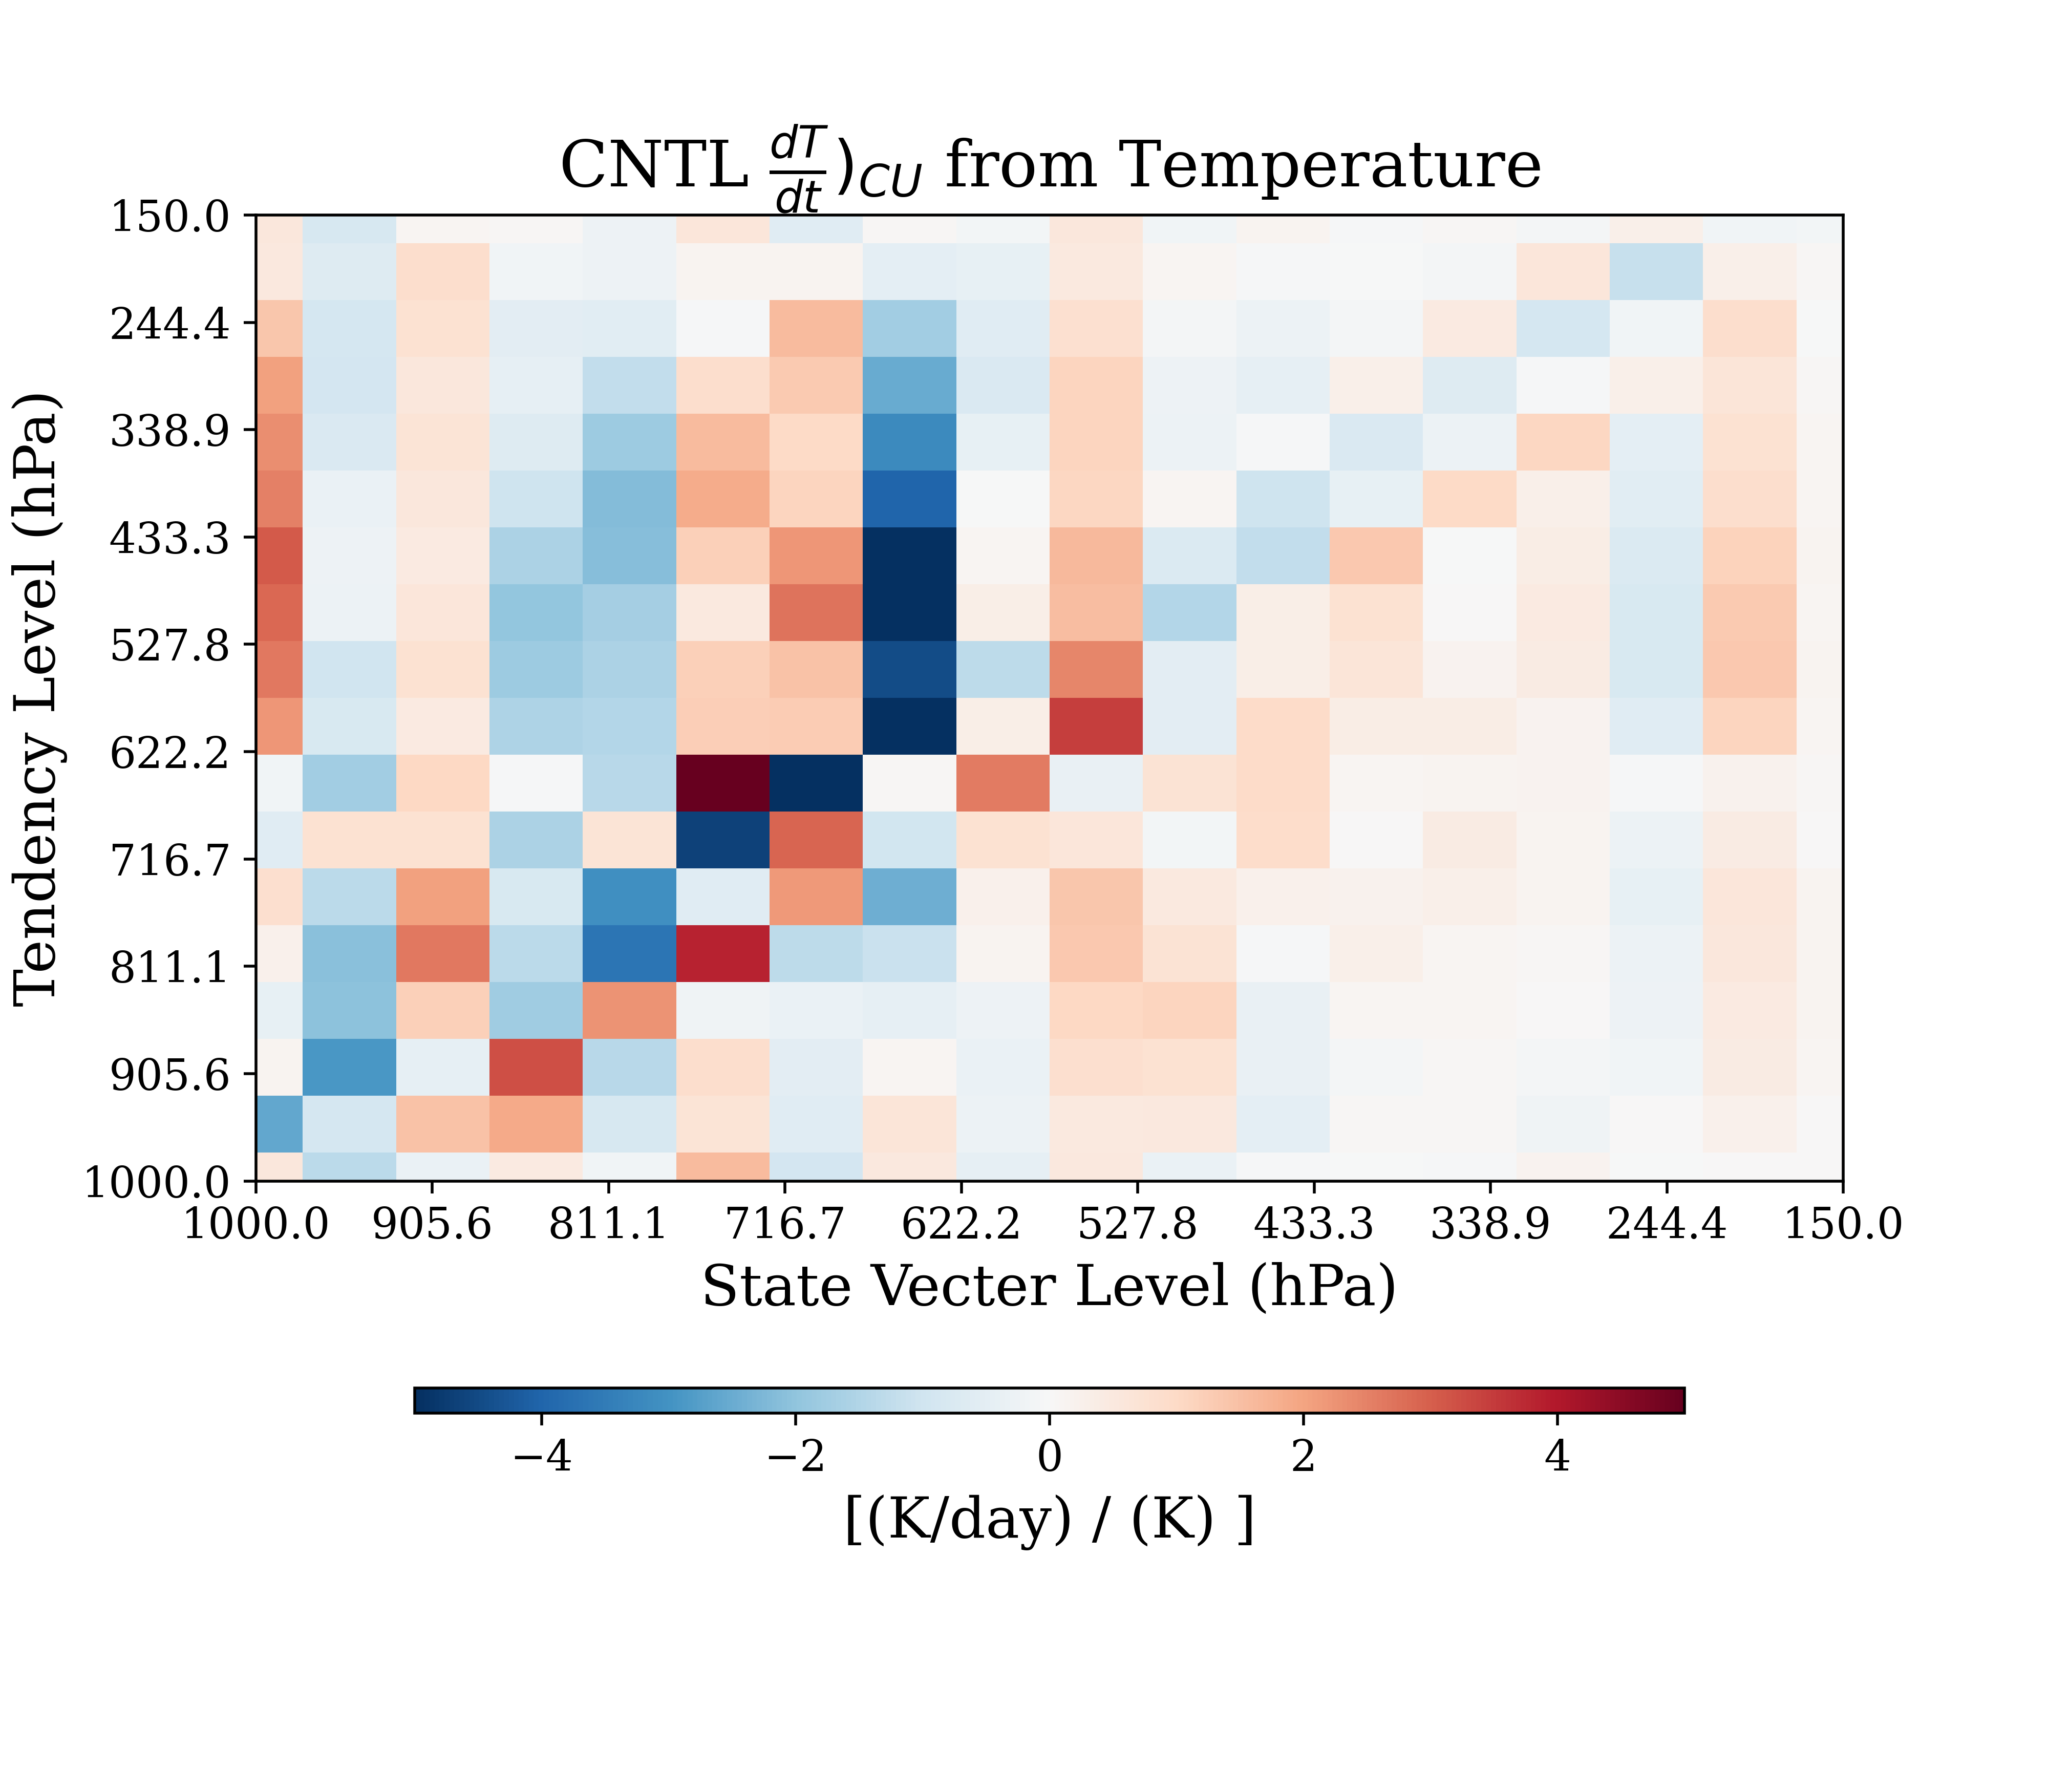 CNTL dT/dt)CU from Temperature
Tendency Level (hPa)
150.0
244.4
338.9
433.3
527.8
622.2
716.7
811.1
905.6
1000.0
1000.0 905.6 811.1 716.7 622.2 527.8 433.3 338.9 244.4 150.0
State Vecter Level (hPa)
−4 −2 0 2 4
[(K/day) / (K) ]